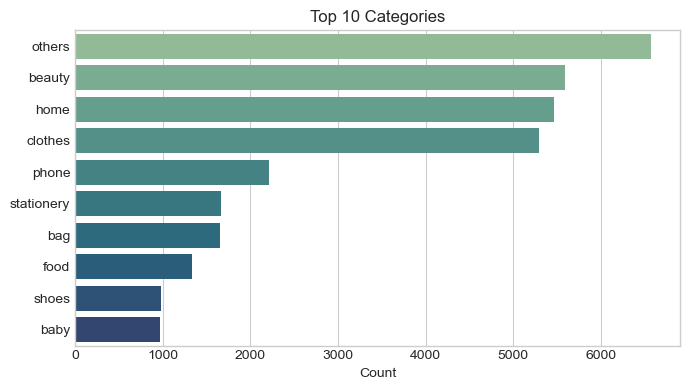 Top 10 Categories
others
beauty
home
clothes
phone
stationery
bag
food
shoes
baby
0 1000 2000 3000 4000 5000 6000
Count